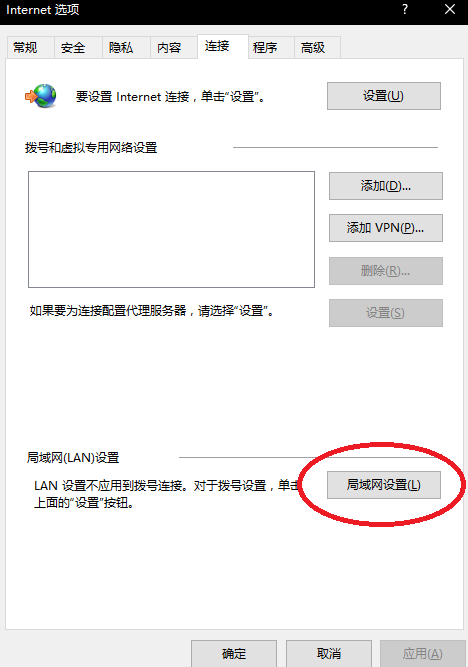 Internet 选项
常规 安全 隐私 内容 连接 程序 高级
要设置 Internet 连接，单击“设置”。 设置(U)
拨号和虚拟专用网络设置
添加(D)...
添加 VPN(P)...
删除(R)...
如果要为连接配置代理服务器，请选择“设置”。 设置(S)
局域网(LAN)设置
LAN 设置不应用到拨号连接。对于拨号设置，单击 局域网设置(L)
上面的“设置”按钮。
确定 取消 应用(A)